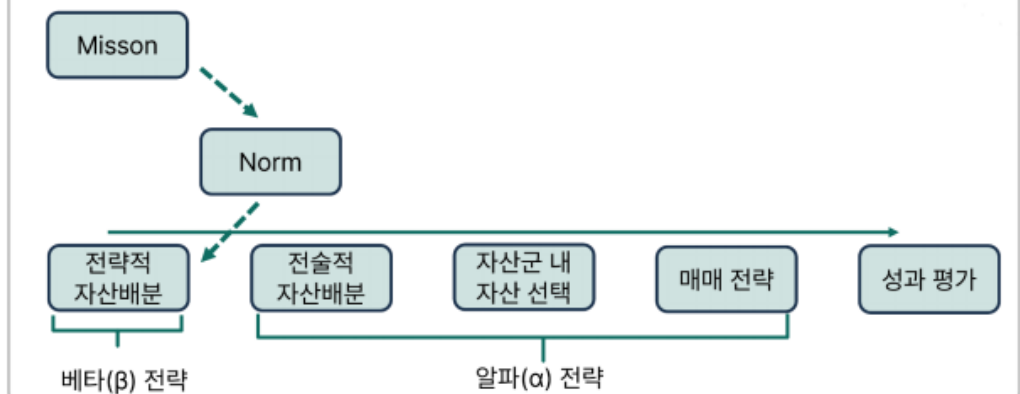 Misson
Norm
전략적
자산배분
전술적
자산배분
자산군 내
자산 선택
매매 전략
성과 평가
베타(β) 전략
알파(α) 전략